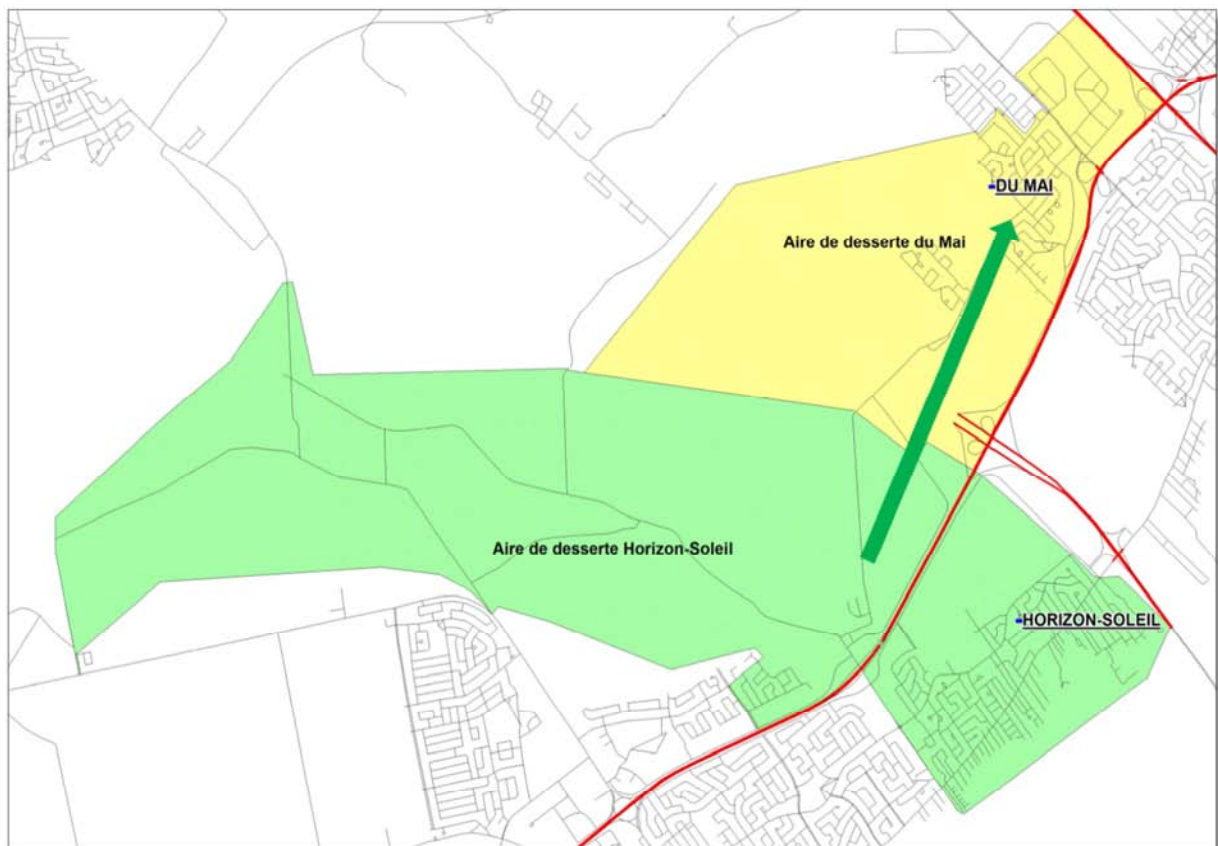 DU MAI
Aire de desserte du Mai
Aire de desserte Horizon-Soleil
HORIZON-SOLEIL